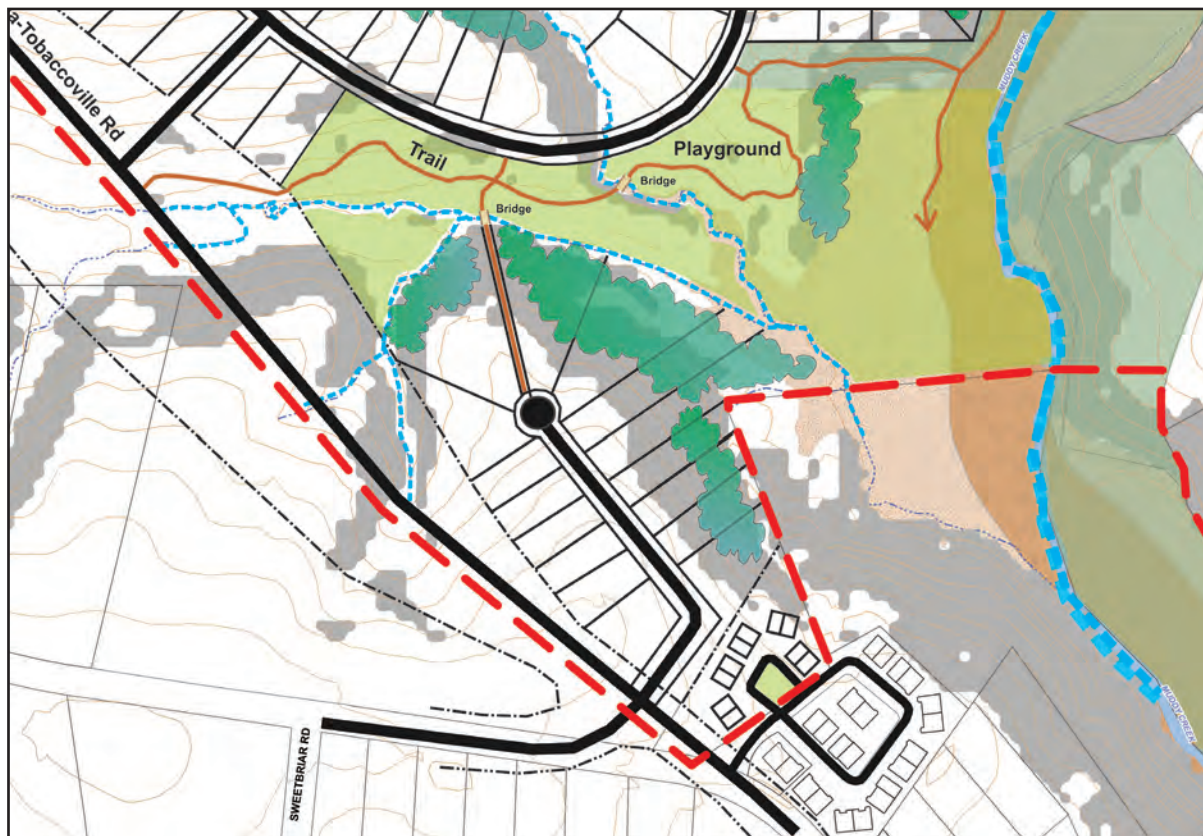 a-Tobaccoville Rd
MUDDY CREEK
Trail
Playground
Bridge
Bridge
SWEETBRIAR RD
MUDDY CREEK